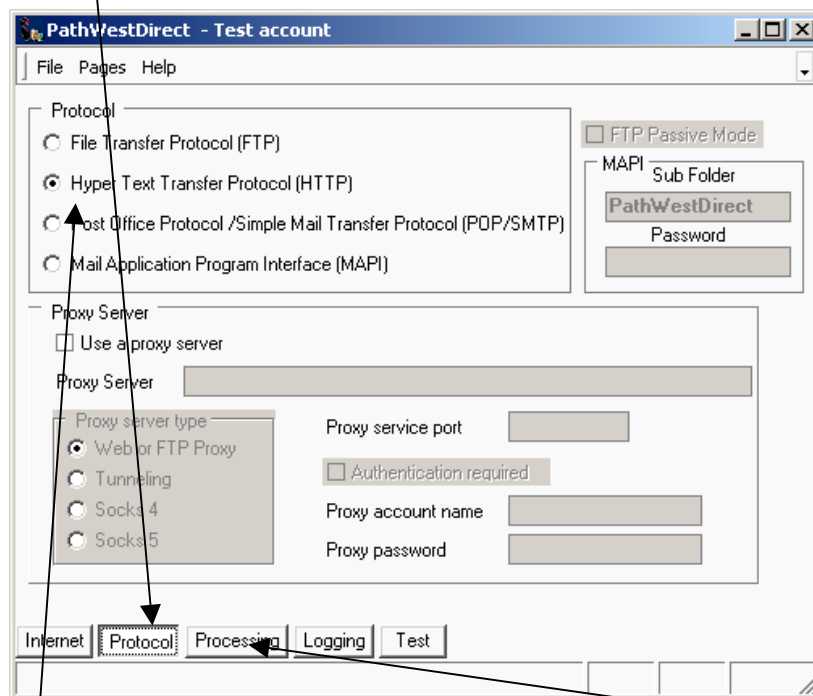 PathWestDirect - Test account
File Pages Help
Protocol
File Transfer Protocol (FTP)
Hyper Text Transfer Protocol (HTTP)
Post Office Protocol /Simple Mail Transfer Protocol (POP/SMTP)
Mail Application Program Interface (MAPI)
FTP Passive Mode
MAPI
Sub Folder
PathWestDirect
Password
Proxy Server
Use a proxy server
Proxy Server
Proxy server type
Web or FTP Proxy
Tunneling
Socks 4
Socks 5
Proxy service port
Authentication required
Proxy account name
Proxy password
Internet Protocol Processing Logging Test